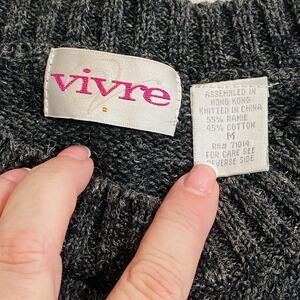 vivre
ASSEMBLED IN
HONG KONG
KNITTED IN CHINA
55% RAMIE
45% COTTON
M
RN# 71014
FOR CARE SEE
REVERSE SIDE